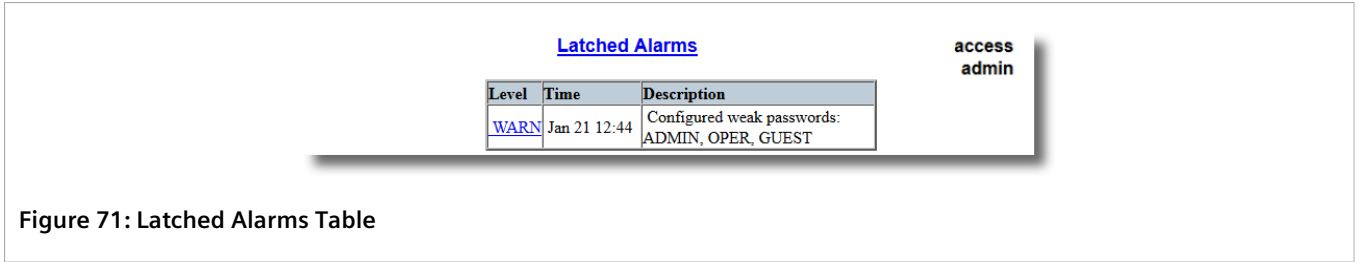 Latched Alarms
access
admin
Level Time Description
WARN Jan 21 12:44 Configured weak passwords:
ADMIN, OPER, GUEST
Figure 71: Latched Alarms Table